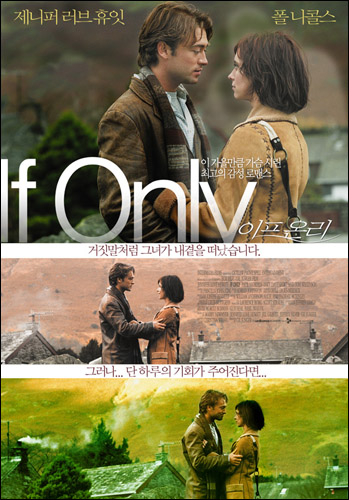 제니퍼 러브 휴잇 폴 니콜스
If Only
이 가을만큼 가슴 시린
최고의 감성 로맨스
이프 온리
거짓말처럼 그녀가 내곁을 떠났습니다.
그러나... 단 하루의 기회가 주어진다면...